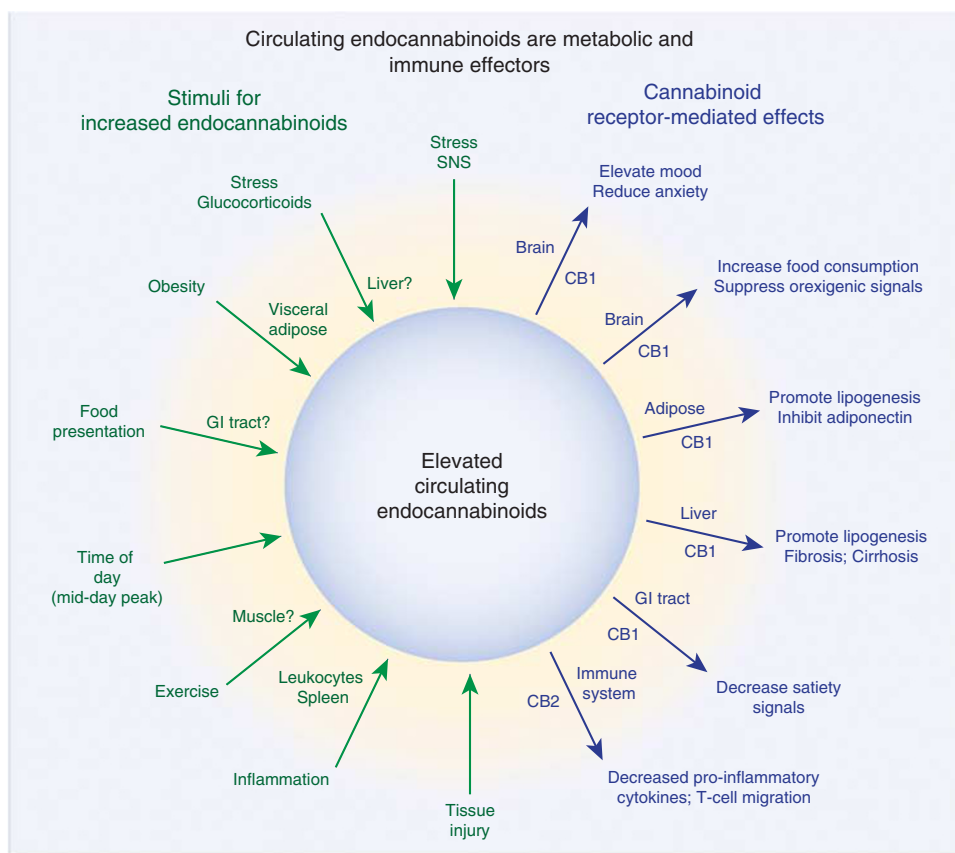 Circulating endocannabinoids are metabolic and
immune effectors
Stimuli for
increased endocannabinoids
Cannabinoid
receptor-mediated effects
Stress
SNS
Stress
Glucocorticoids
Liver?
Obesity
Visceral
adipose
Food
presentation
GI tract?
Time of
day
(mid-day peak)
Muscle?
Exercise
Leukocytes
Spleen
Inflammation
Tissue
injury
Elevated
circulating
endocannabinoids
Elevate mood
Reduce anxiety
Brain
CB1
Increase food consumption
Suppress orexigenic signals
Brain
CB1
Promote lipogenesis
Inhibit adiponectin
Adipose
CB1
Liver
CB1
Promote lipogenesis
Fibrosis; Cirrhosis
GI tract
CB1
Decrease satiety
signals
Immune
system
CB2
Decreased pro-inflammatory
cytokines; T-cell migration